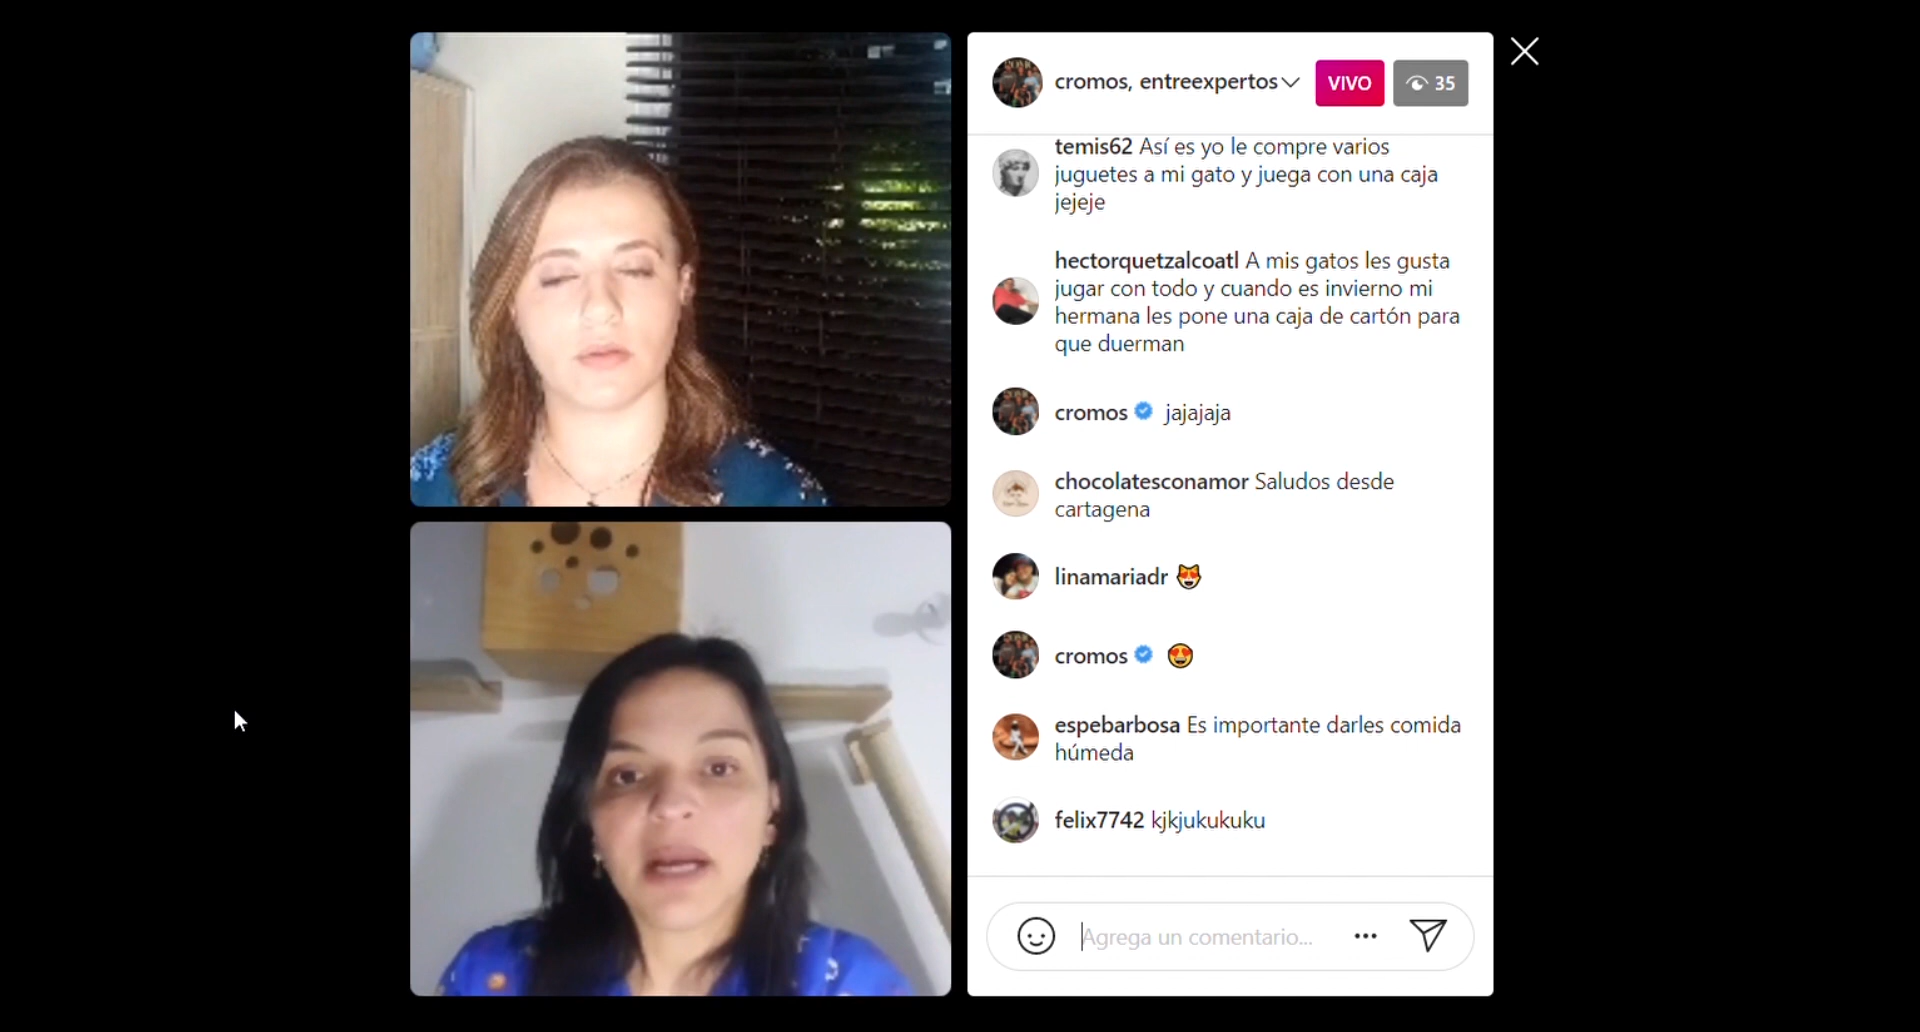 cromos, entreexpertos
VIVO
35
temis62 Así es yo le compre varios
juguetes a mi gato y juega con una caja
jejeje
hectorquetzalcoatl A mis gatos les gusta
jugar con todo y cuando es invierno mi
hermana les pone una caja de cartón para
que duerman
cromos jajajaja
chocolatesconamor Saludos desde
cartagena
linamariadr 😻
cromos 😍
espebarbosa Es importante darles comida
húmeda
felix7742 kjkjukukuku
Agrega un comentario...